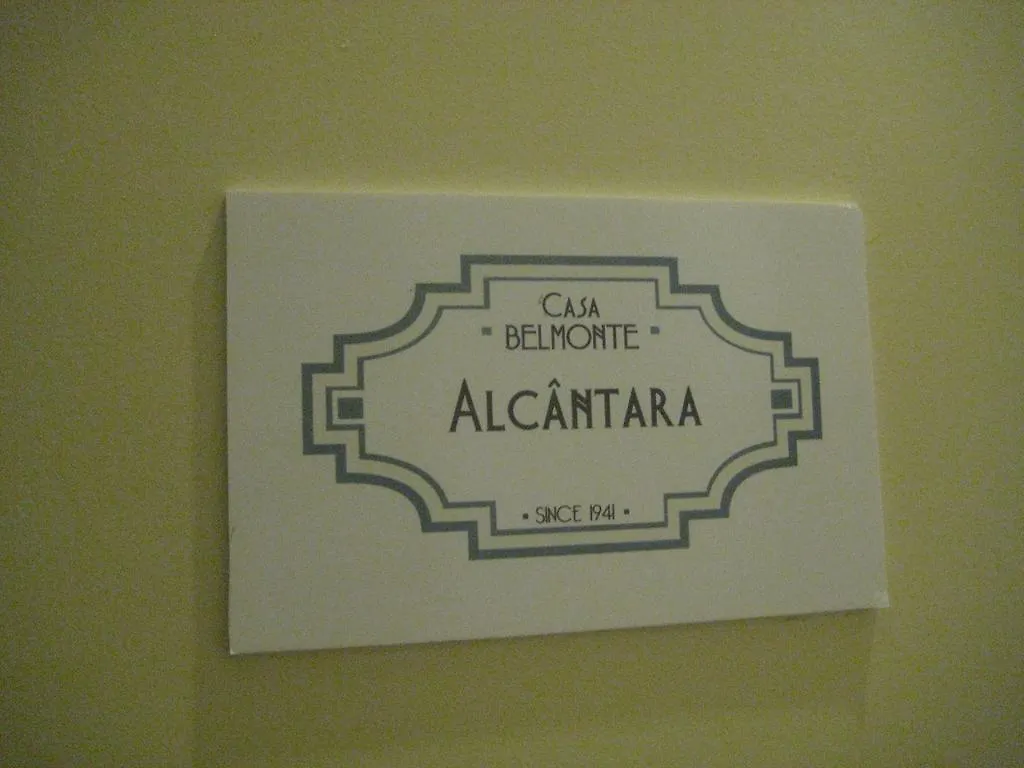 CASA
BELMONTE
ALCÂNTARA
SINCE 1941